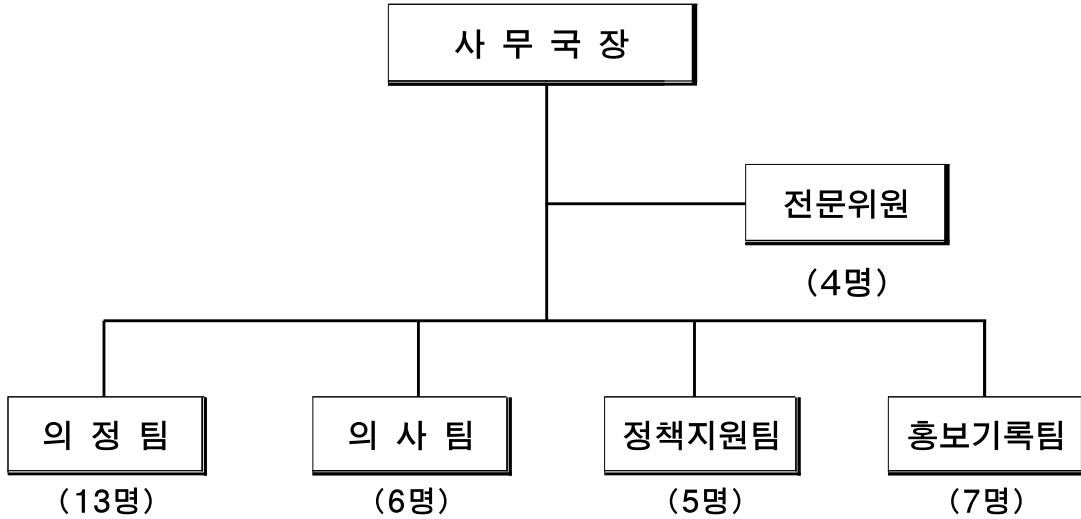 사 무 국 장
전문위원
(4명)
의 정 팀
의 사 팀
정책지원팀
홍보기록팀
(13명)
(6명)
(5명)
(7명)